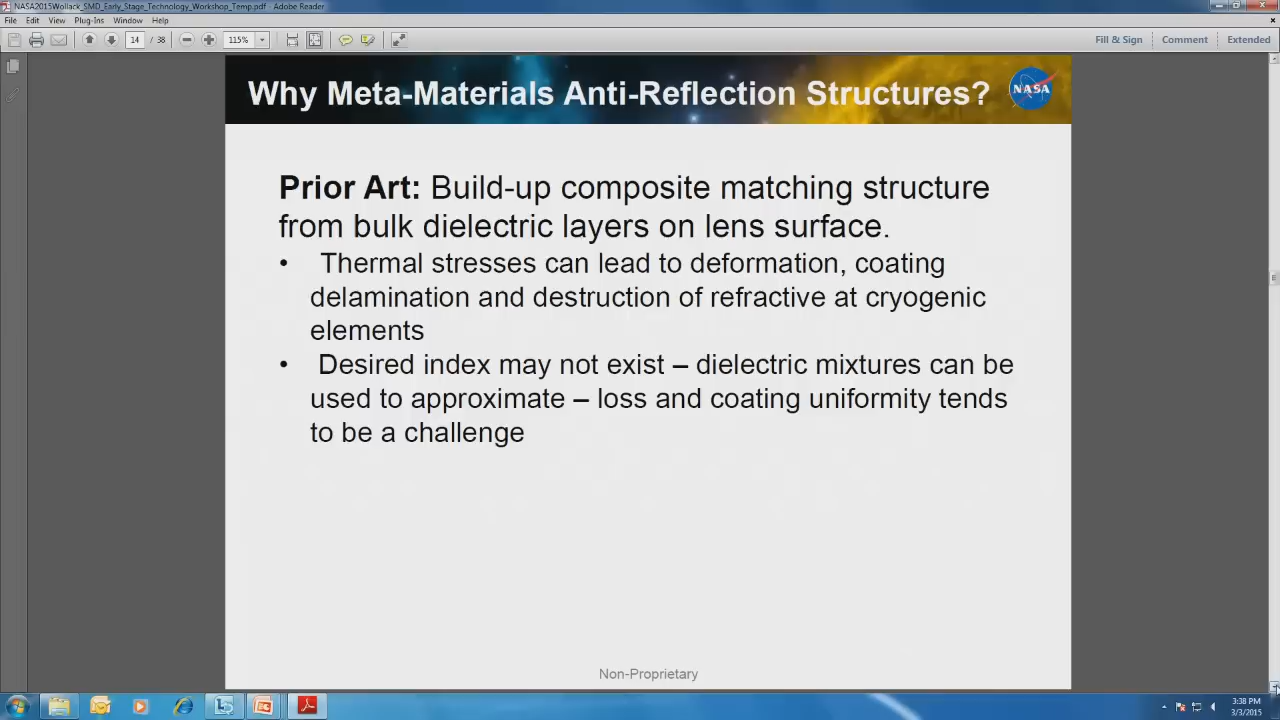 NASA2015Wollack_SMD_Early_Stage_Technology_Workshop_Temp.pdf - Adobe Reader
File Edit View Plug-Ins Window Help
14 / 38 115% Fill & Sign Comment Extended
Why Meta-Materials Anti-Reflection Structures?
NASA
Prior Art: Build-up composite matching structure
from bulk dielectric layers on lens surface.
• Thermal stresses can lead to deformation, coating
delamination and destruction of refractive at cryogenic
elements
• Desired index may not exist – dielectric mixtures can be
used to approximate – loss and coating uniformity tends
to be a challenge
Non-Proprietary
3:38 PM
3/3/2015